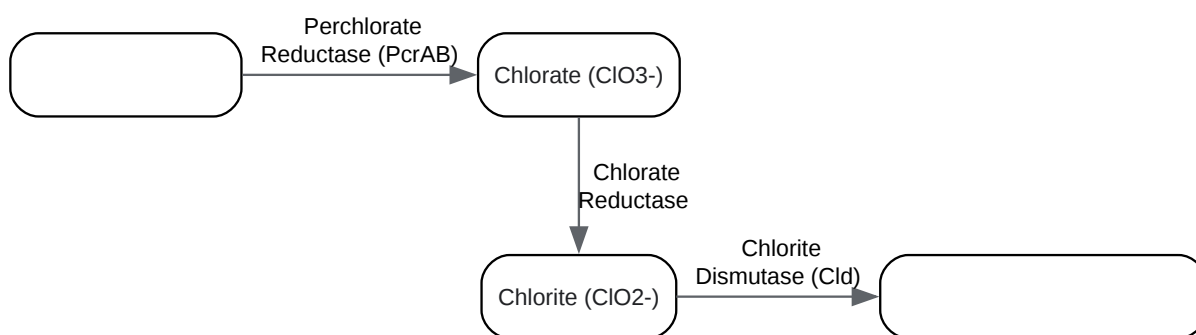 Perchlorate
Reductase (PcrAB)
Chlorate (ClO3-)
Chlorate
Reductase
Chlorite
Dismutase (Cld)
Chlorite (ClO2-)